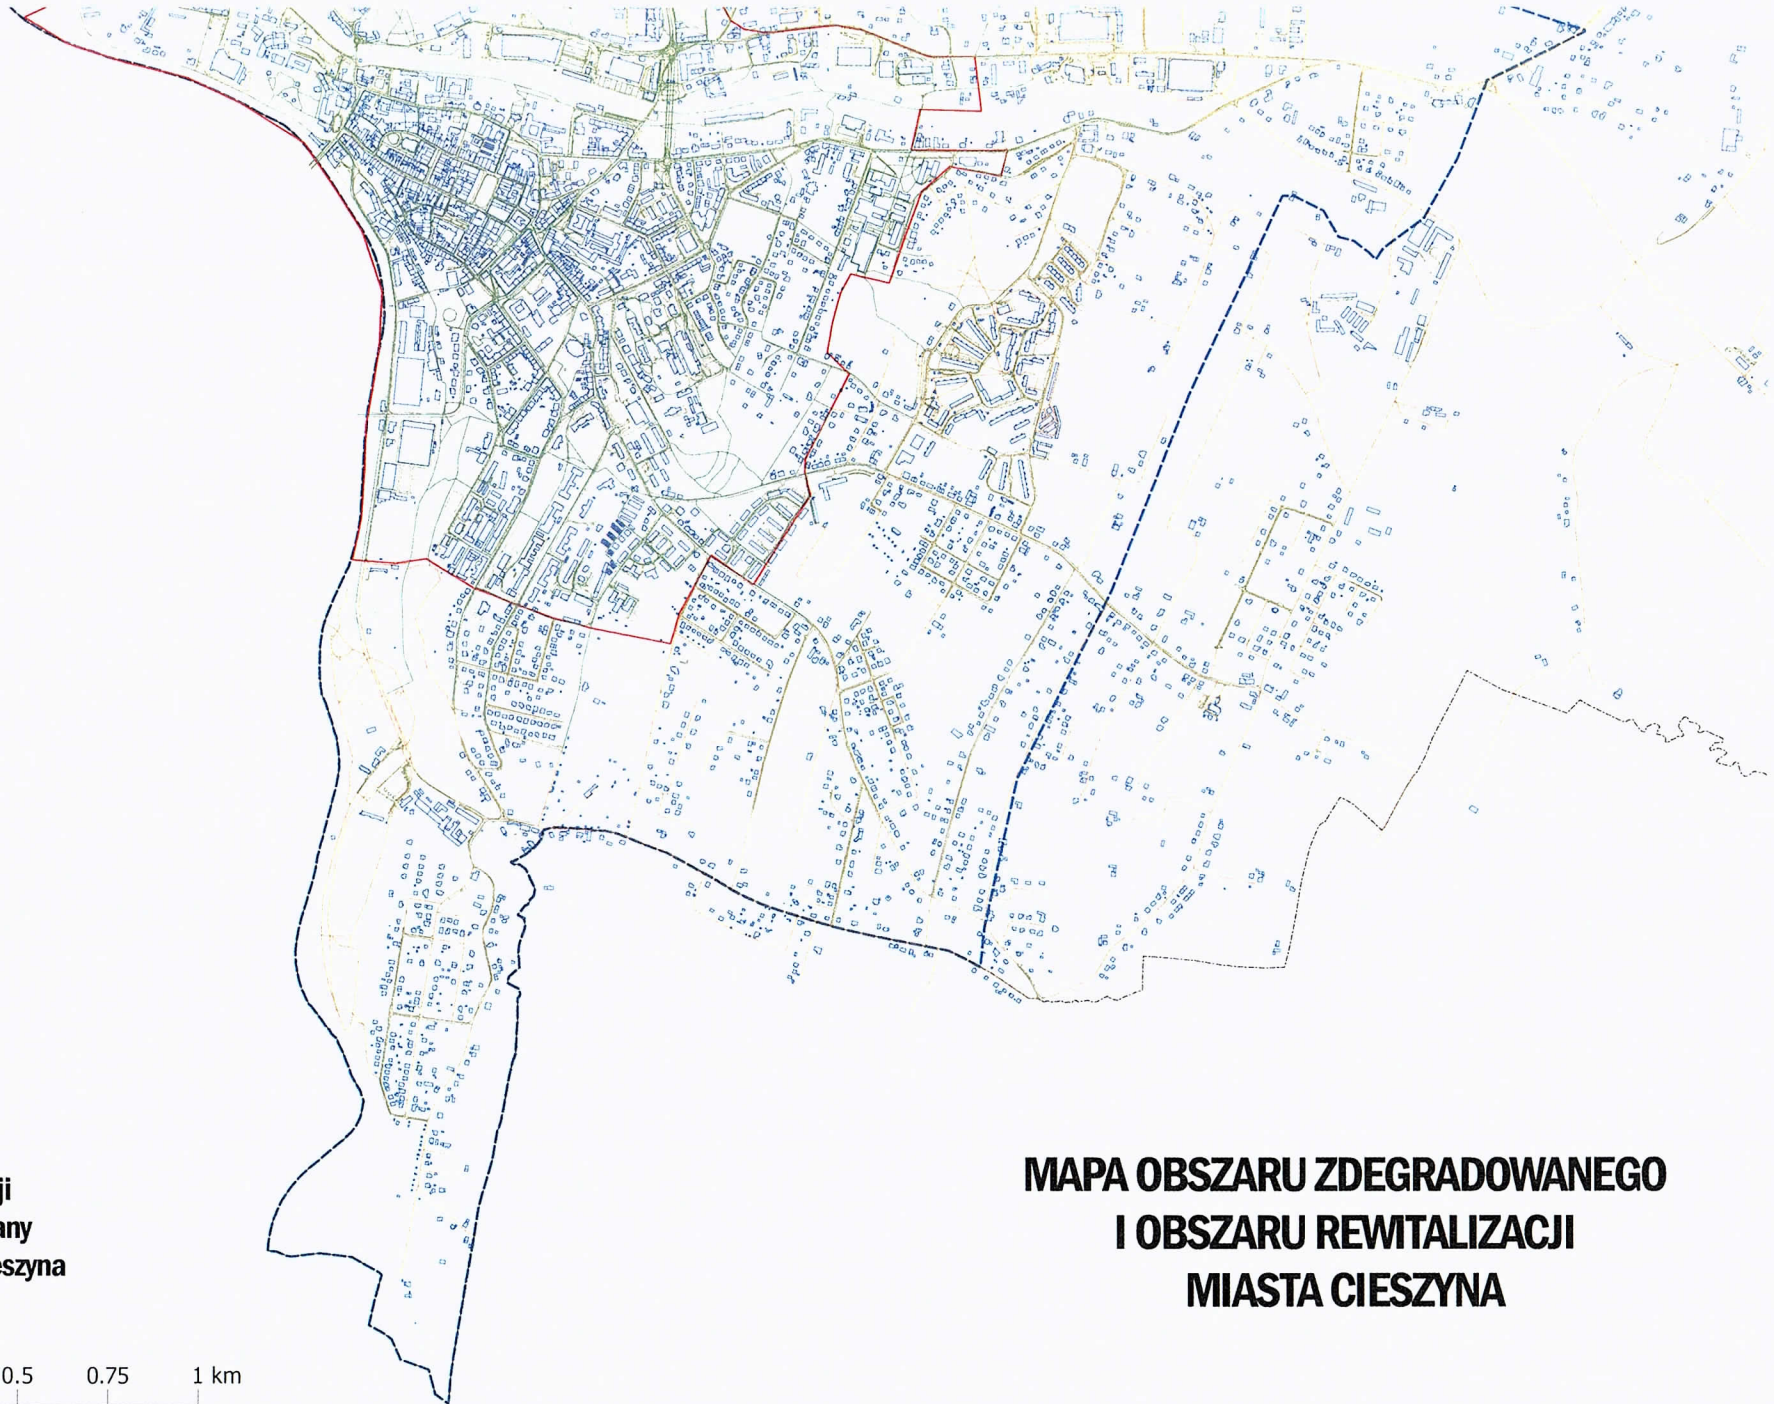 MAPA OBSZARU ZDEGRADOWANEGO
I OBSZARU REWITALIZACJI
MIASTA CIESZYNA
ji
any
eszyna
0.5 0.75 1 km